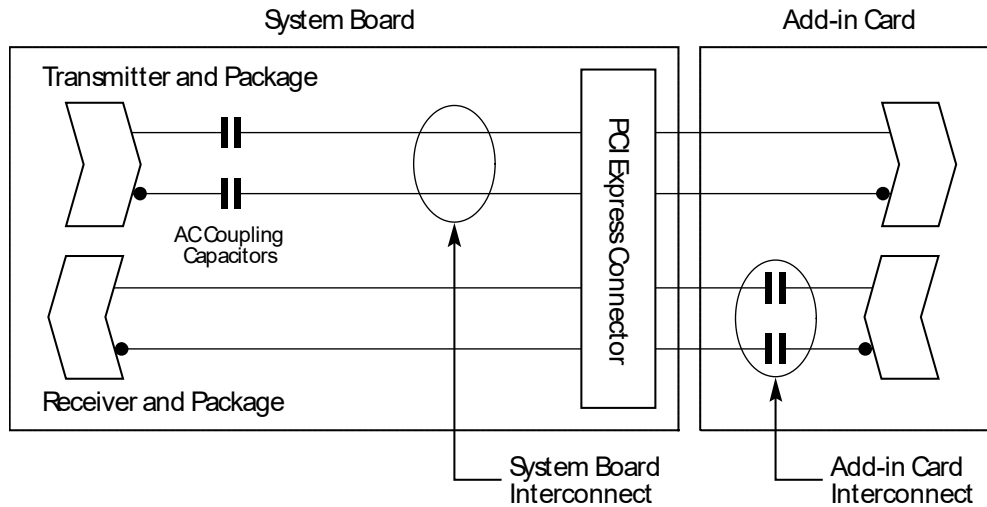 System Board
Add-in Card
Transmitter and Package
PCI Express Connector
AC Coupling
Capacitors
Receiver and Package
System Board
Interconnect
Add-in Card
Interconnect